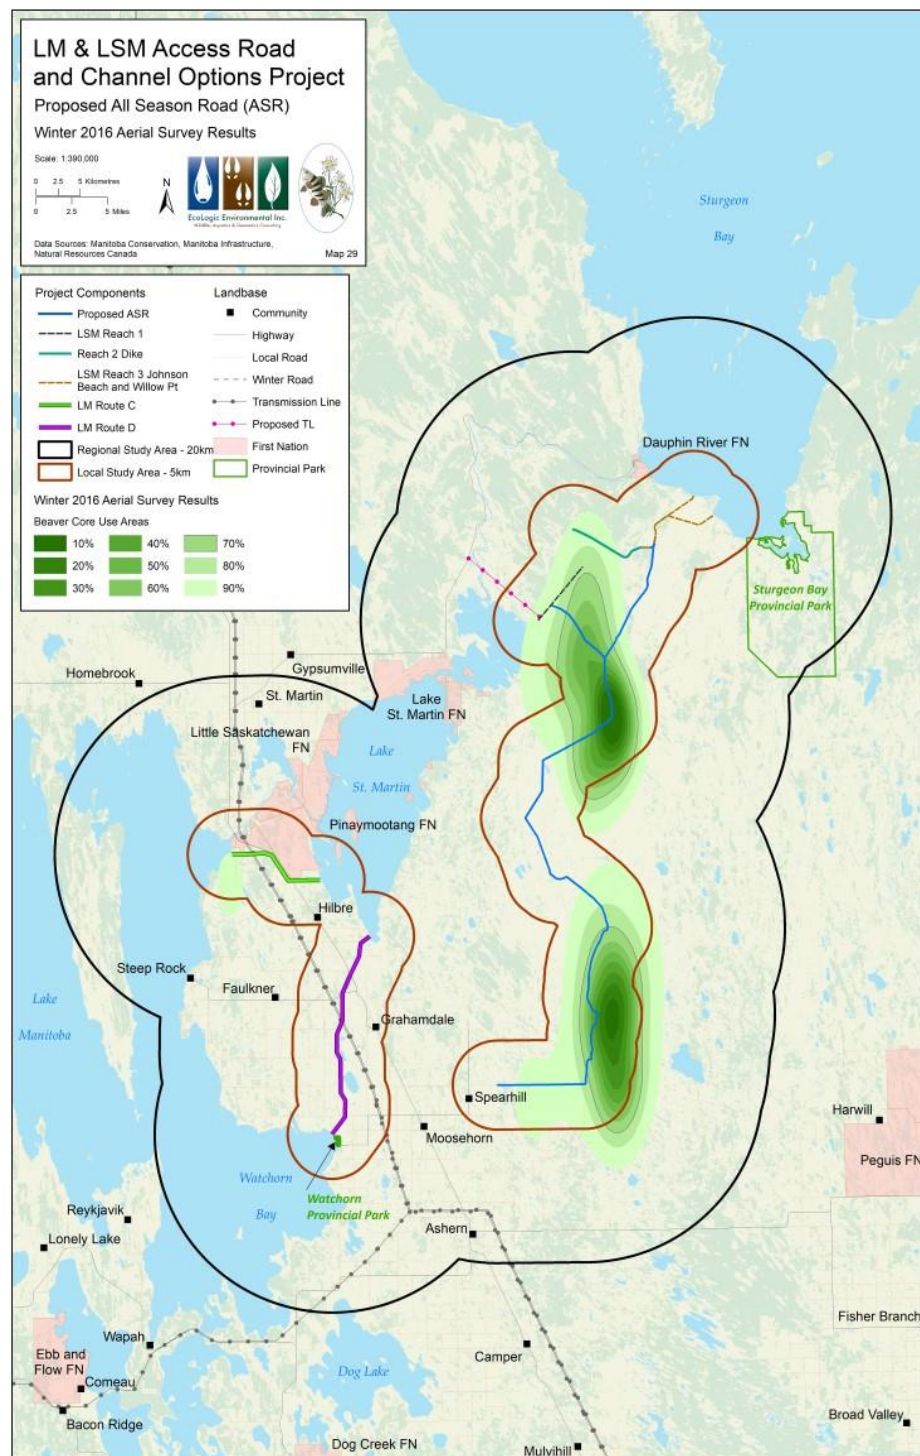 LM & LSM Access Road
and Channel Options Project
Proposed All Season Road (ASR)
Winter 2016 Aerial Survey Results
Scale: 1:390,000
0 2.5 5 Kilometres
0 2.5 5 Miles
N
EcoLogic Environmental Inc.
Data Sources: Manitoba Conservation, Manitoba Infrastructure,
Natural Resources Canada
Map 29
Project Components
Proposed ASR
LSM Reach 1
Reach 2 Dike
LSM Reach 3 Johnson
Beach and Willow Pt
LM Route C
LM Route D
Regional Study Area - 20km
Local Study Area - 5km
Landbase
Community
Highway
Local Road
Winter Road
Transmission Line
Proposed TL
First Nation
Provincial Park
Winter 2016 Aerial Survey Results
Beaver Core Use Areas
10% 40% 70%
20% 50% 80%
30% 60% 90%
Sturgeon
Bay
Dauphin River FN
Sturgeon Bay
Provincial Park
Homebrook
Gypsumville
St. Martin
Lake
St. Martin FN
Little Saskatchewan
FN
Lake
St. Martin
Pinaymootang FN
Hilbre
Steep Rock
Faulkner
Lake
Manitoba
Grahamdale
Spearhill
Moosehorn
Harwill
Peguis FN
Watchorn
Bay
Watchorn
Provincial Park
Reykjavik
Lonely Lake
Ashern
Fisher Branch
Wapah
Ebb and
Flow FN
Comeau
Bacon Ridge
Camper
Dog Lake
Dog Creek FN
Mulvihill
Broad Valley